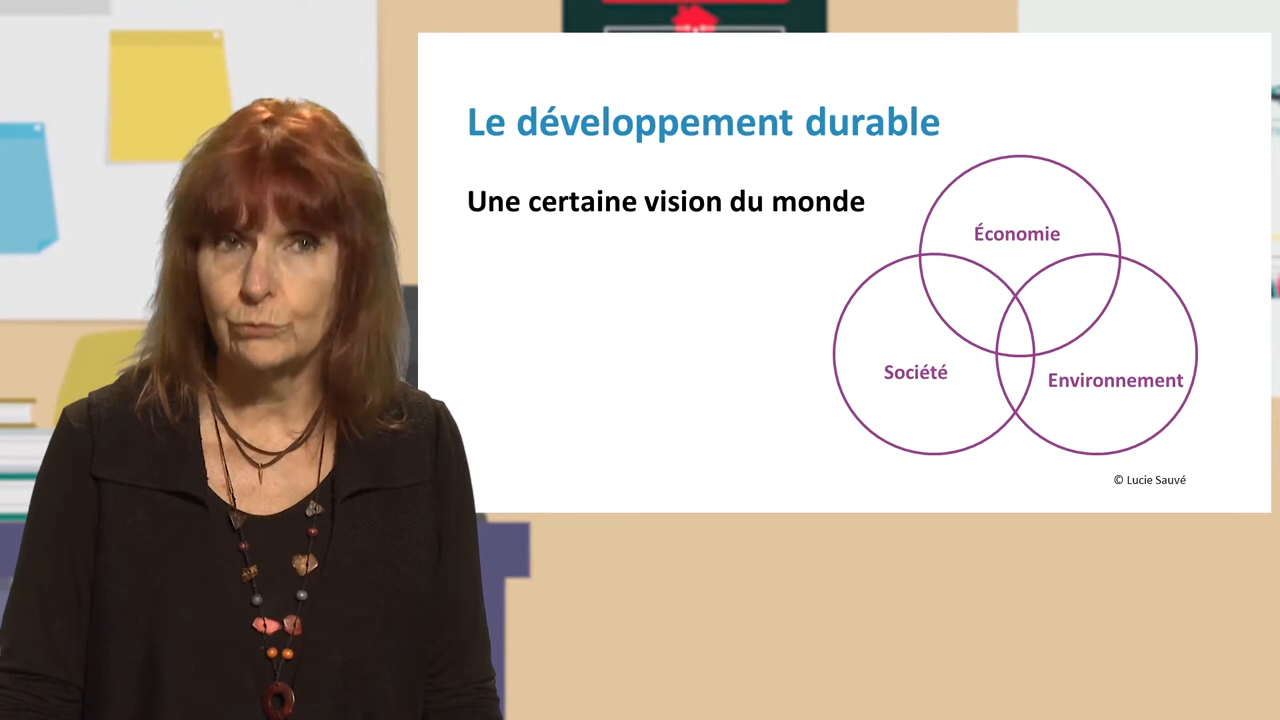 Le développement durable
Une certaine vision du monde
Économie
Société
Environnement
© Lucie Sauvé